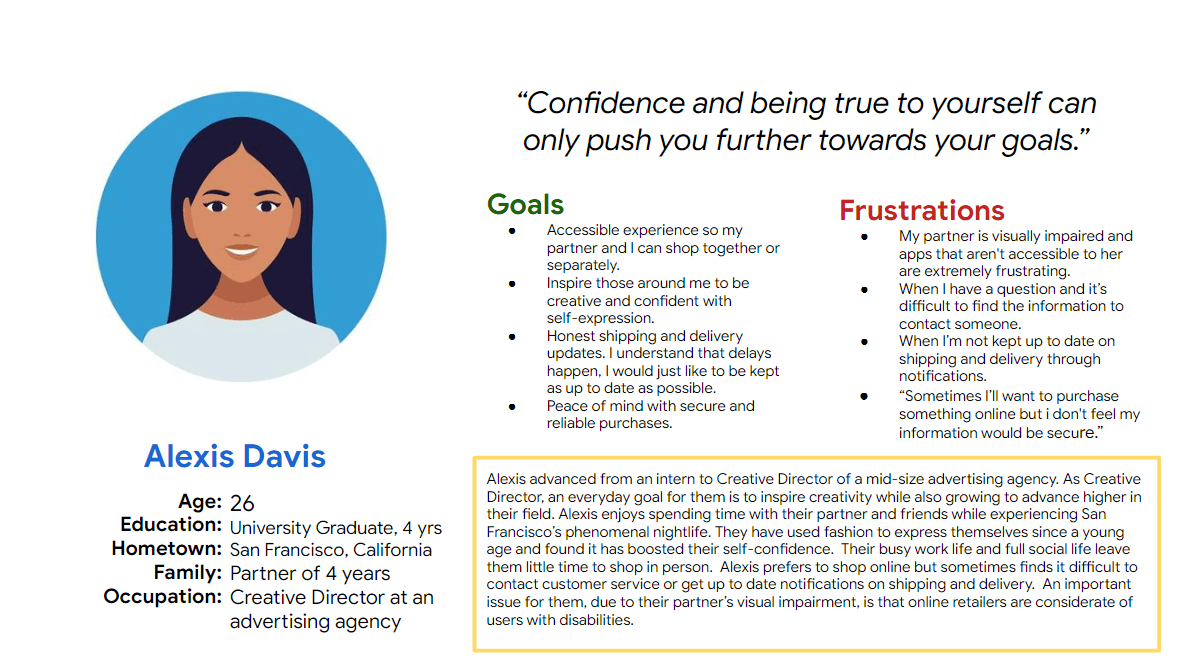 “Confidence and being true to yourself can
only push you further towards your goals.”
Goals
● Accessible experience so my
partner and I can shop together or
separately.
● Inspire those around me to be
creative and confident with
self-expression.
● Honest shipping and delivery
updates. I understand that delays
happen, I would just like to be kept
as up to date as possible.
● Peace of mind with secure and
reliable purchases.
Frustrations
● My partner is visually impaired and
apps that aren't accessible to her
are extremely frustrating.
● When I have a question and it’s
difficult to find the information to
contact someone.
● When I’m not kept up to date on
shipping and delivery through
notifications.
● “Sometimes I’ll want to purchase
something online but i don't feel my
information would be secure.”
Alexis Davis
Age: 26
Education: University Graduate, 4 yrs
Hometown: San Francisco, California
Family: Partner of 4 years
Occupation: Creative Director at an
advertising agency
Alexis advanced from an intern to Creative Director of a mid-size advertising agency. As Creative
Director, an everyday goal for them is to inspire creativity while also growing to advance higher in
their field. Alexis enjoys spending time with their partner and friends while experiencing San
Francisco’s phenomenal nightlife. They have used fashion to express themselves since a young
age and found it has boosted their self-confidence. Their busy work life and full social life leave
them little time to shop in person. Alexis prefers to shop online but sometimes finds it difficult to
contact customer service or get up to date notifications on shipping and delivery. An important
issue for them, due to their partner’s visual impairment, is that online retailers are considerate of
users with disabilities.